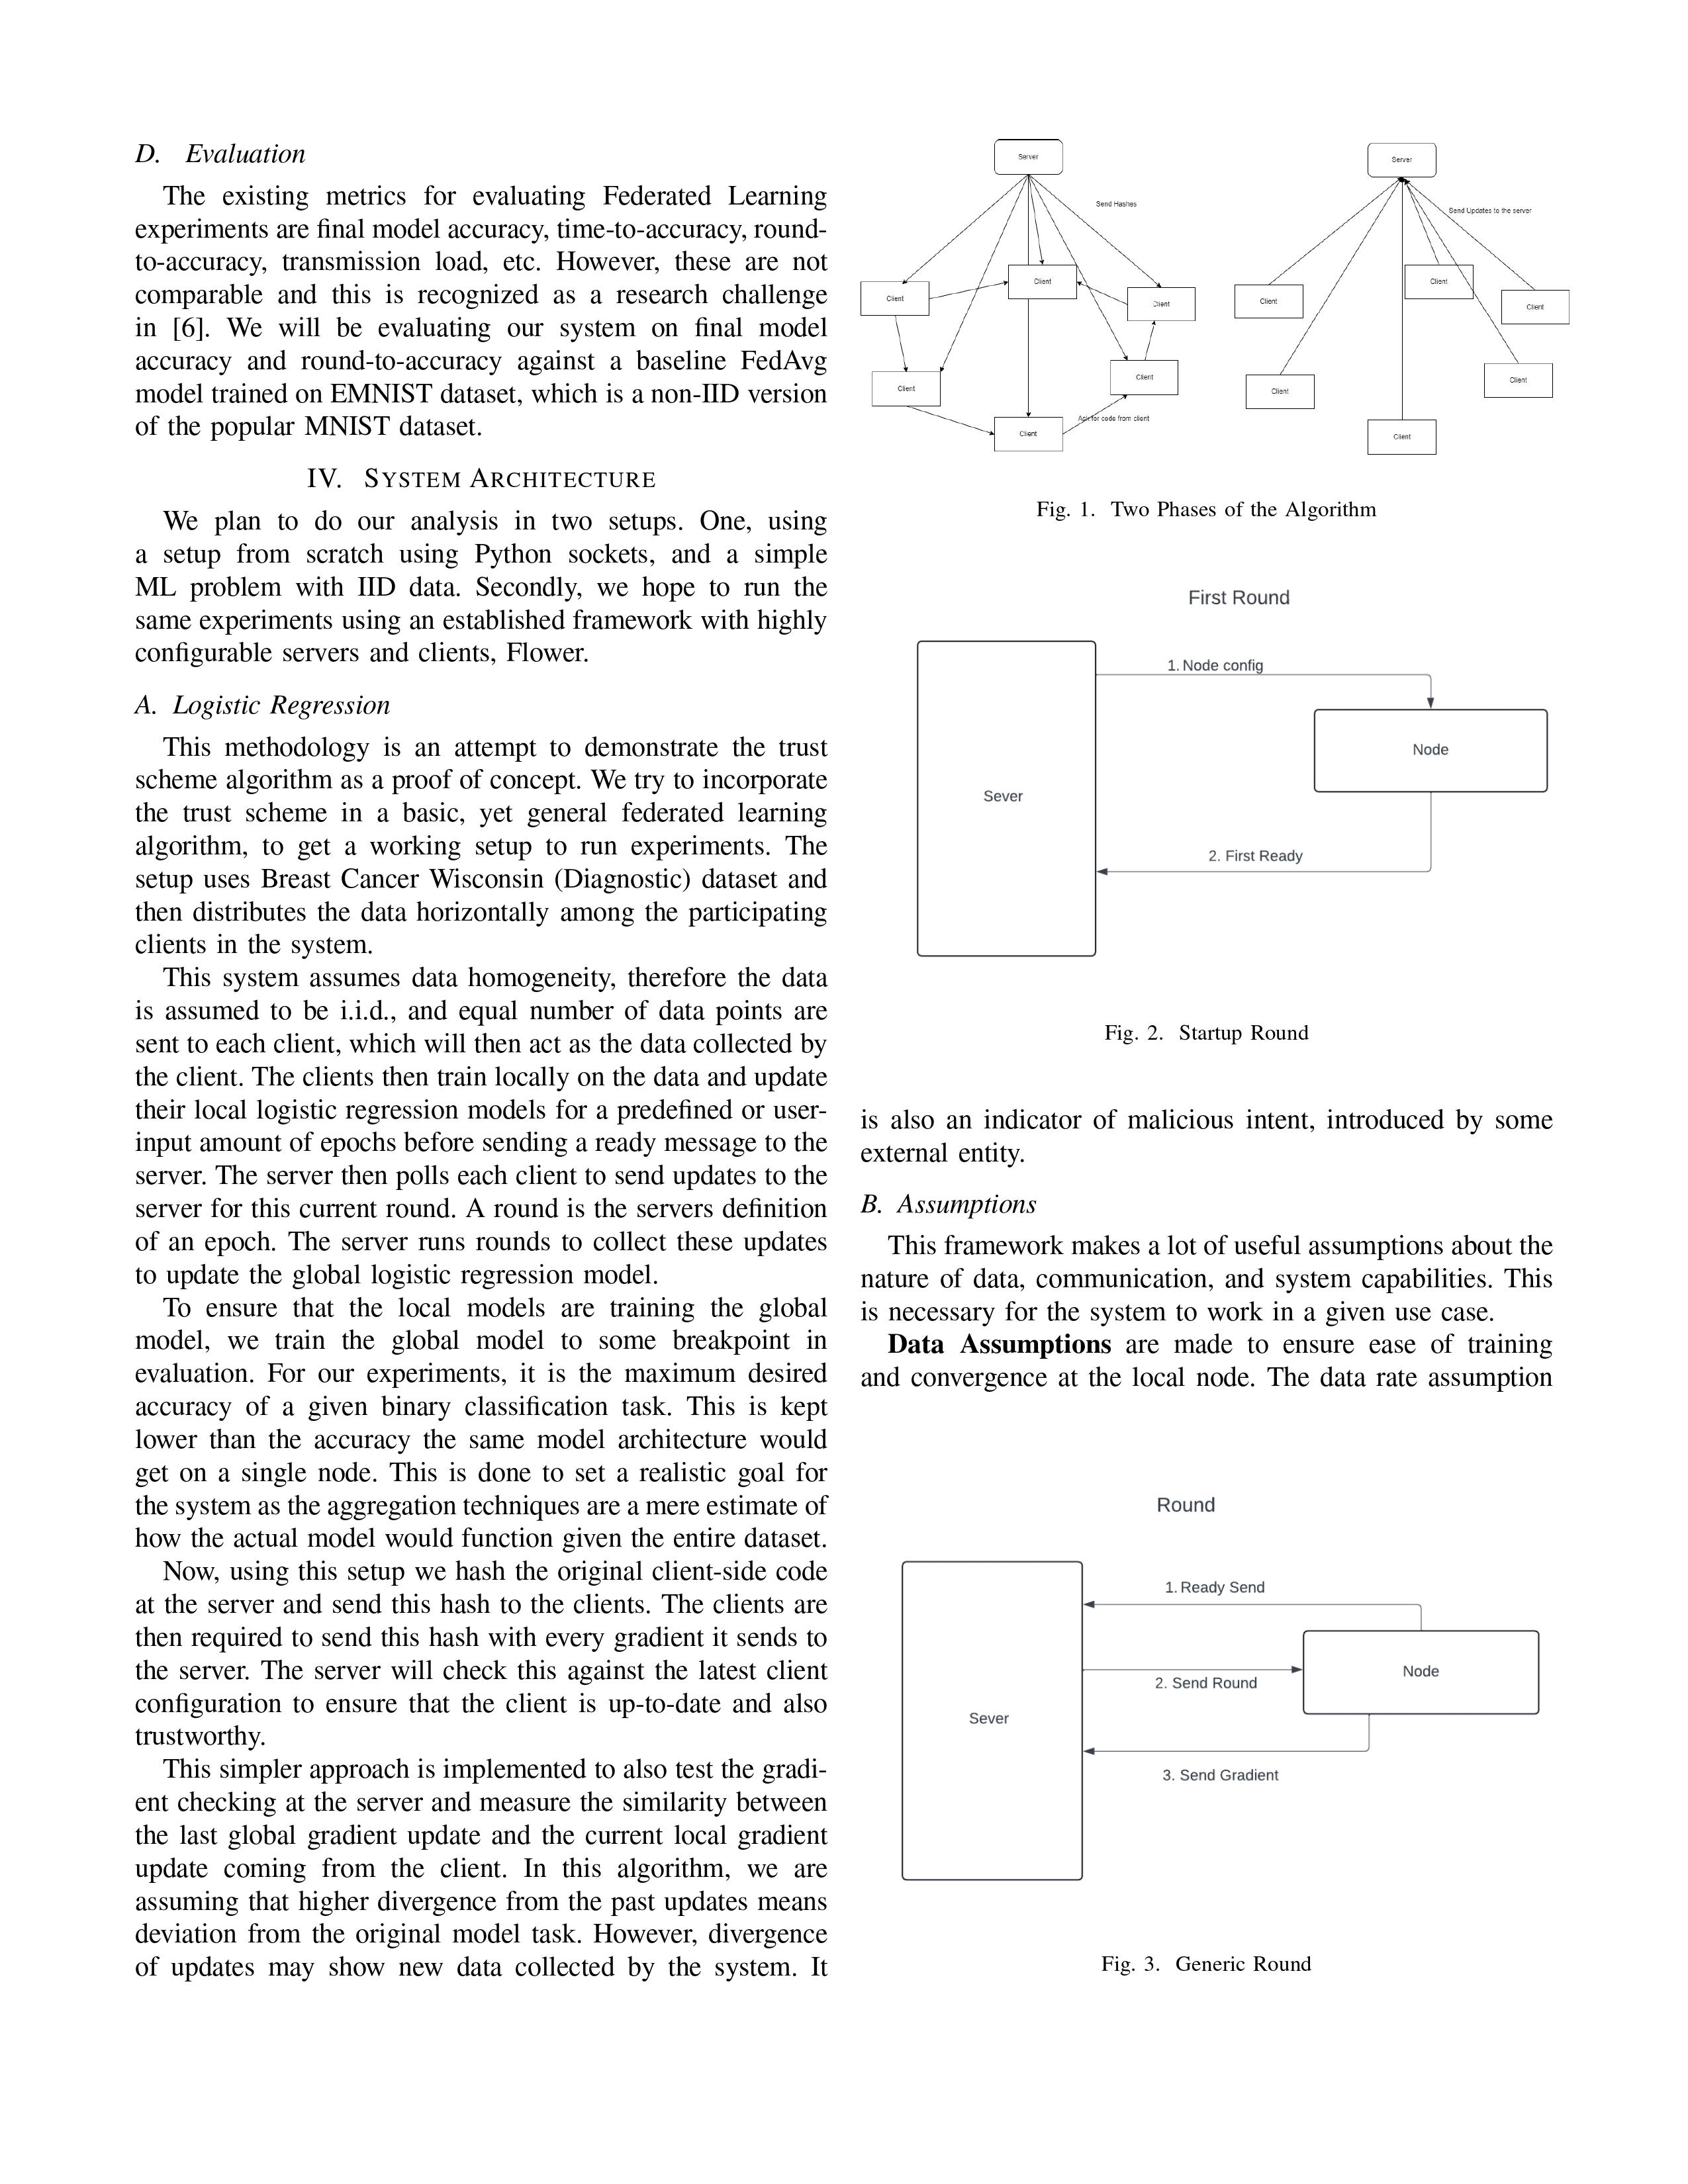 D. Evaluation
The existing metrics for evaluating Federated Learning
experiments are final model accuracy, time-to-accuracy, round-
to-accuracy, transmission load, etc. However, these are not
comparable and this is recognized as a research challenge
in [6]. We will be evaluating our system on final model
accuracy and round-to-accuracy against a baseline FedAvg
model trained on EMNIST dataset, which is a non-IID version
of the popular MNIST dataset.
IV. SYSTEM ARCHITECTURE
We plan to do our analysis in two setups. One, using
a setup from scratch using Python sockets, and a simple
ML problem with IID data. Secondly, we hope to run the
same experiments using an established framework with highly
configurable servers and clients, Flower.
A. Logistic Regression
This methodology is an attempt to demonstrate the trust
scheme algorithm as a proof of concept. We try to incorporate
the trust scheme in a basic, yet general federated learning
algorithm, to get a working setup to run experiments. The
setup uses Breast Cancer Wisconsin (Diagnostic) dataset and
then distributes the data horizontally among the participating
clients in the system.
This system assumes data homogeneity, therefore the data
is assumed to be i.i.d., and equal number of data points are
sent to each client, which will then act as the data collected by
the client. The clients then train locally on the data and update
their local logistic regression models for a predefined or user-
input amount of epochs before sending a ready message to the
server. The server then polls each client to send updates to the
server for this current round. A round is the servers definition
of an epoch. The server runs rounds to collect these updates
to update the global logistic regression model.
To ensure that the local models are training the global
model, we train the global model to some breakpoint in
evaluation. For our experiments, it is the maximum desired
accuracy of a given binary classification task. This is kept
lower than the accuracy the same model architecture would
get on a single node. This is done to set a realistic goal for
the system as the aggregation techniques are a mere estimate of
how the actual model would function given the entire dataset.
Now, using this setup we hash the original client-side code
at the server and send this hash to the clients. The clients are
then required to send this hash with every gradient it sends to
the server. The server will check this against the latest client
configuration to ensure that the client is up-to-date and also
trustworthy.
This simpler approach is implemented to also test the gradi-
ent checking at the server and measure the similarity between
the last global gradient update and the current local gradient
update coming from the client. In this algorithm, we are
assuming that higher divergence from the past updates means
deviation from the original model task. However, divergence
of updates may show new data collected by the system. It
Server
Send Hashes
Client
Client
Client
Client
Client
Client
Ask for code from client
Server
Send Updates to the server
Client
Client
Client
Client
Client
Client
Fig. 1. Two Phases of the Algorithm
First Round
1. Node config
Node
Sever
2. First Ready
Fig. 2. Startup Round
is also an indicator of malicious intent, introduced by some
external entity.
B. Assumptions
This framework makes a lot of useful assumptions about the
nature of data, communication, and system capabilities. This
is necessary for the system to work in a given use case.
Data Assumptions are made to ensure ease of training
and convergence at the local node. The data rate assumption
Round
1. Ready Send
Node
2. Send Round
Sever
3. Send Gradient
Fig. 3. Generic Round